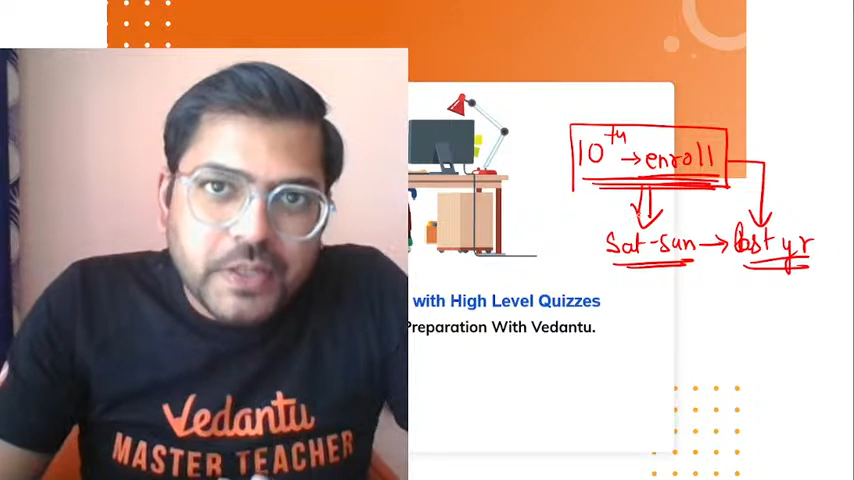 10th → enroll
Sat-Sun → last yr
with High Level Quizzes
Preparation With Vedantu.
Vedantu
MASTER TEACHER